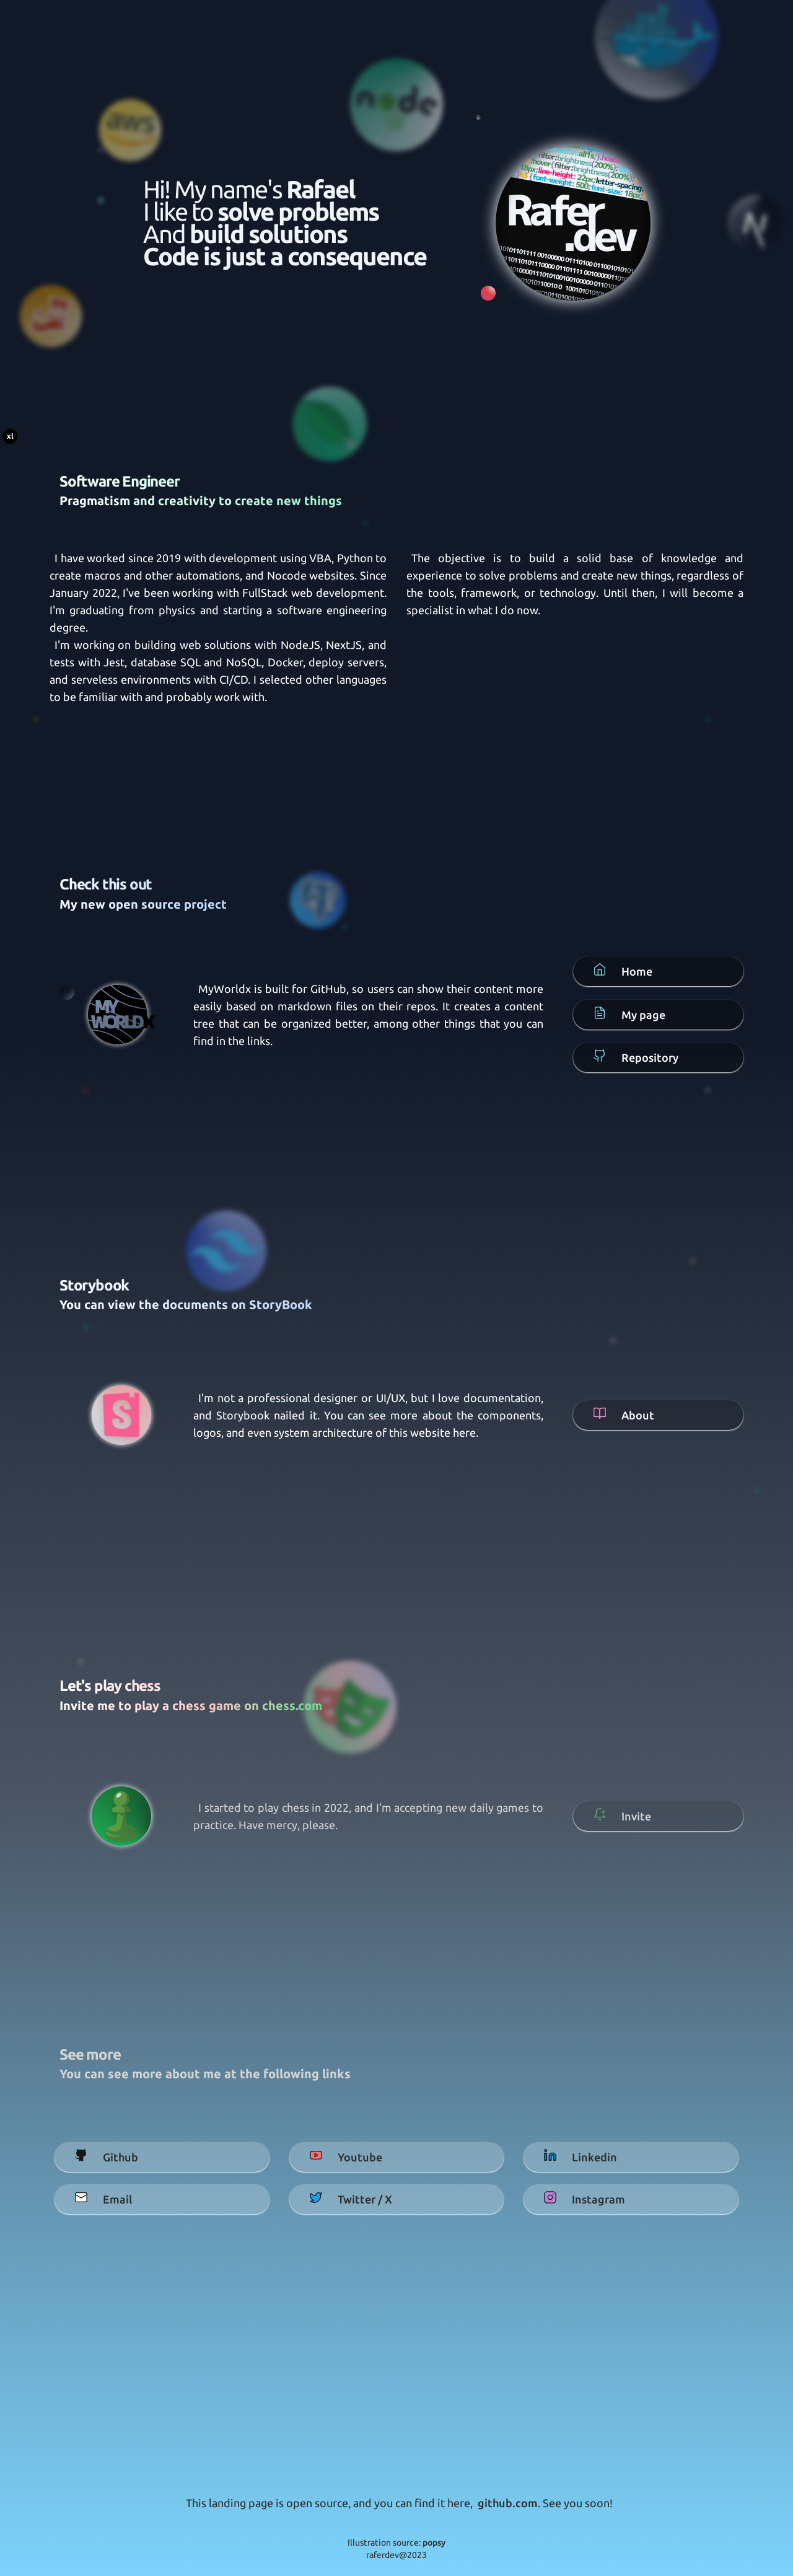 aws
node
Hi! My name's Rafael
I like to solve problems
And build solutions
Code is just a consequence
Rafer
.dev
xl
Software Engineer
Pragmatism and creativity to create new things
I have worked since 2019 with development using VBA, Python to
create macros and other automations, and Nocode websites. Since
January 2022, I've been working with FullStack web development.
I'm graduating from physics and starting a software engineering
degree.
I'm working on building web solutions with NodeJS, NextJS, and
tests with Jest, database SQL and NoSQL, Docker, deploy servers,
and serveless environments with CI/CD. I selected other languages
to be familiar with and probably work with.
The objective is to build a solid base of knowledge and
experience to solve problems and create new things, regardless of
the tools, framework, or technology. Until then, I will become a
specialist in what I do now.
Check this out
My new open source project
MY
WORLDX
MyWorldx is built for GitHub, so users can show their content more
easily based on markdown files on their repos. It creates a content
tree that can be organized better, among other things that you can
find in the links.
Home
My page
Repository
Storybook
You can view the documents on StoryBook
S
I'm not a professional designer or UI/UX, but I love documentation,
and Storybook nailed it. You can see more about the components,
logos, and even system architecture of this website here.
About
Let's play chess
Invite me to play a chess game on chess.com
I started to play chess in 2022, and I'm accepting new daily games to
practice. Have mercy, please.
Invite
See more
You can see more about me at the following links
Github
Youtube
Linkedin
Email
Twitter / X
Instagram
This landing page is open source, and you can find it here, github.com. See you soon!
Illustration source: popsy
raferdev@2023